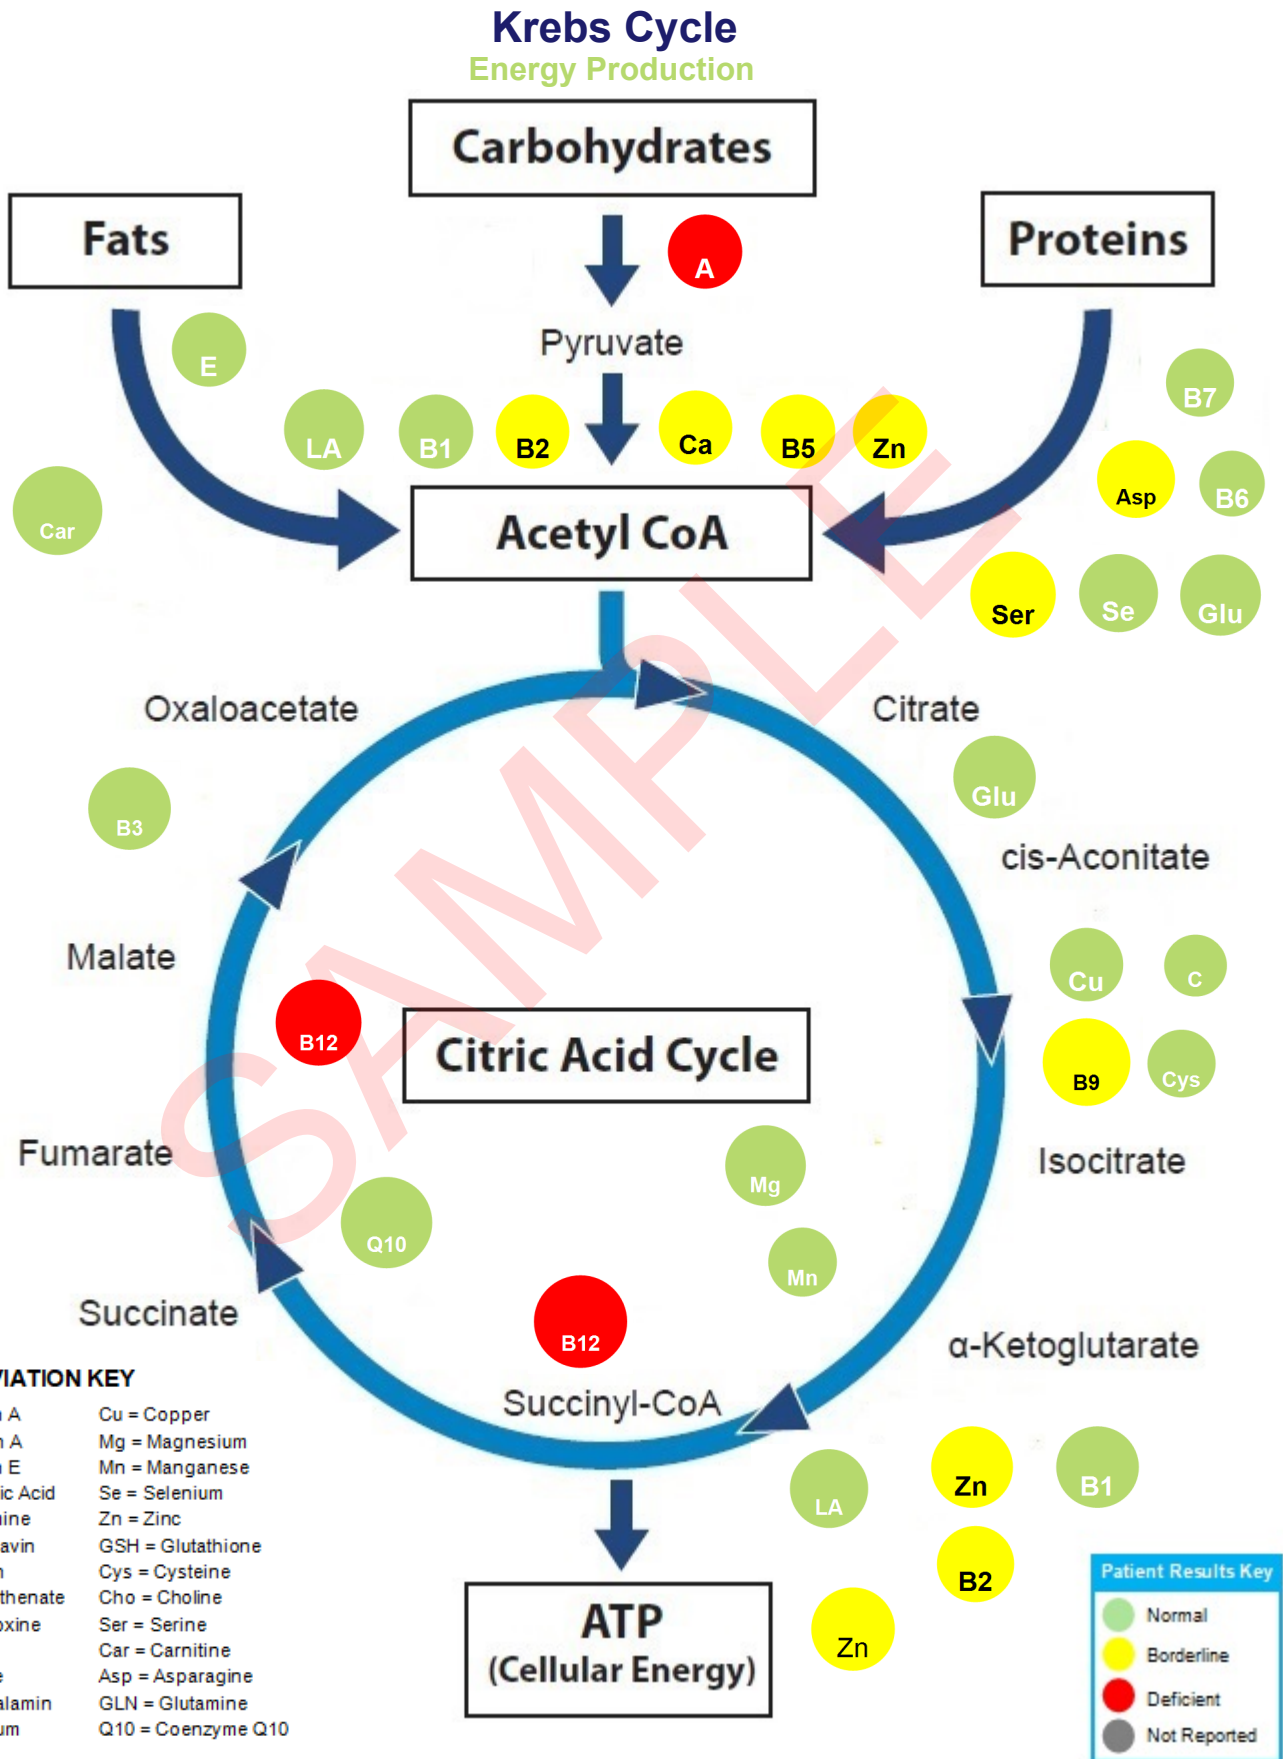 Krebs Cycle
Energy Production
Carbohydrates
Fats
Proteins
A
Pyruvate
E
B7
LA
B1
B2
Ca
B5
Zn
Asp
B6
Car
Acetyl CoA
Ser
Se
Glu
Oxaloacetate
Citrate
Glu
B3
cis-Aconitate
Malate
Cu
C
B12
Citric Acid Cycle
B9
Cys
Fumarate
Isocitrate
Mg
Q10
Mn
Succinate
B12
α-Ketoglutarate
Succinyl-CoA
LA
Zn
B1
B2
ATP
(Cellular Energy)
Zn
SAMPLE
VIATION KEY
A Cu = Copper
A Mg = Magnesium
E Mn = Manganese
ic Acid Se = Selenium
ine Zn = Zinc
avin GSH = Glutathione
Cys = Cysteine
thenate Cho = Choline
oxine Ser = Serine
Car = Carnitine
e Asp = Asparagine
alamin GLN = Glutamine
um Q10 = Coenzyme Q10
Patient Results Key
Normal
Borderline
Deficient
Not Reported